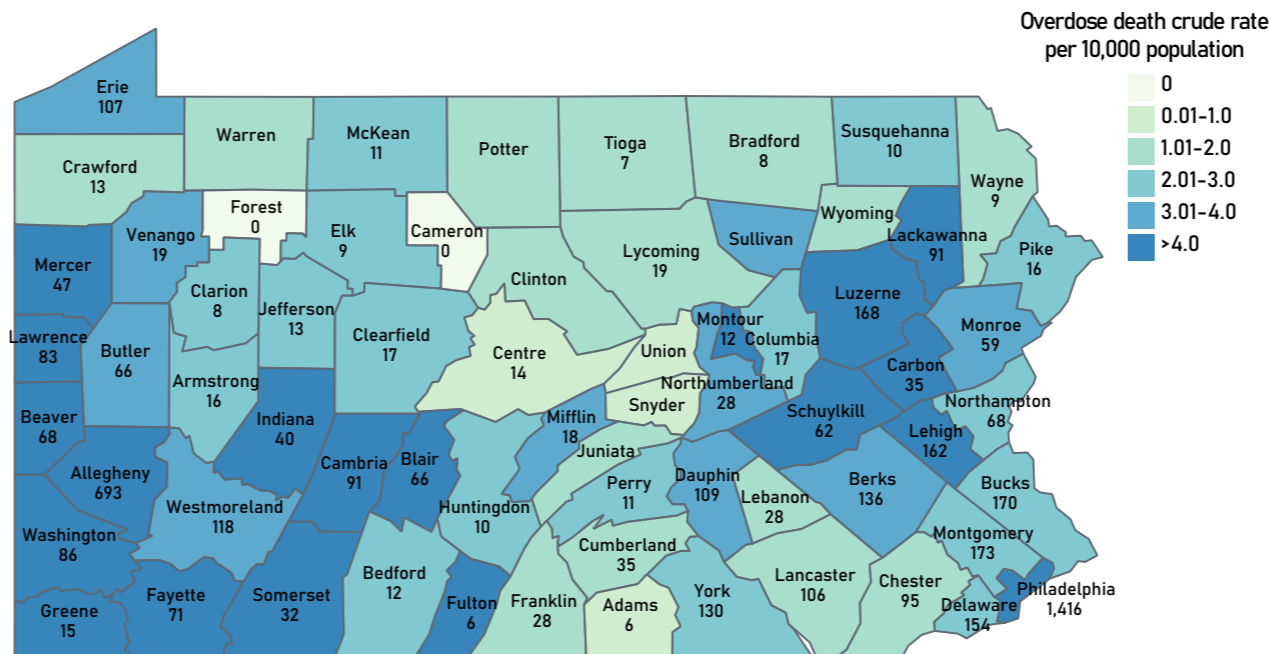 Overdose death crude rate
per 10,000 population
0
0.01–1.0
1.01–2.0
2.01–3.0
3.01–4.0
>4.0
Erie
107
Warren
McKean
11
Potter
Tioga
7
Bradford
8
Susquehanna
10
Wayne
9
Crawford
13
Forest
0
Elk
9
Cameron
0
Wyoming
Lackawanna
91
Pike
16
Venango
19
Sullivan
Lycoming
19
Mercer
47
Clarion
8
Jefferson
13
Clinton
Luzerne
168
Monroe
59
Lawrence
83
Butler
66
Clearfield
17
Centre
14
Union
Montour
12
Columbia
17
Carbon
35
Armstrong
16
Northumberland
28
Northampton
68
Beaver
68
Indiana
40
Mifflin
18
Snyder
Schuylkill
62
Lehigh
162
Allegheny
693
Cambria
91
Blair
66
Juniata
Dauphin
109
Berks
136
Bucks
170
Westmoreland
118
Huntingdon
10
Perry
11
Lebanon
28
Montgomery
173
Washington
86
Cumberland
35
Bedford
12
Lancaster
106
Chester
95
Philadelphia
1,416
Greene
15
Fayette
71
Somerset
32
Fulton
6
Franklin
28
Adams
6
York
130
Delaware
154